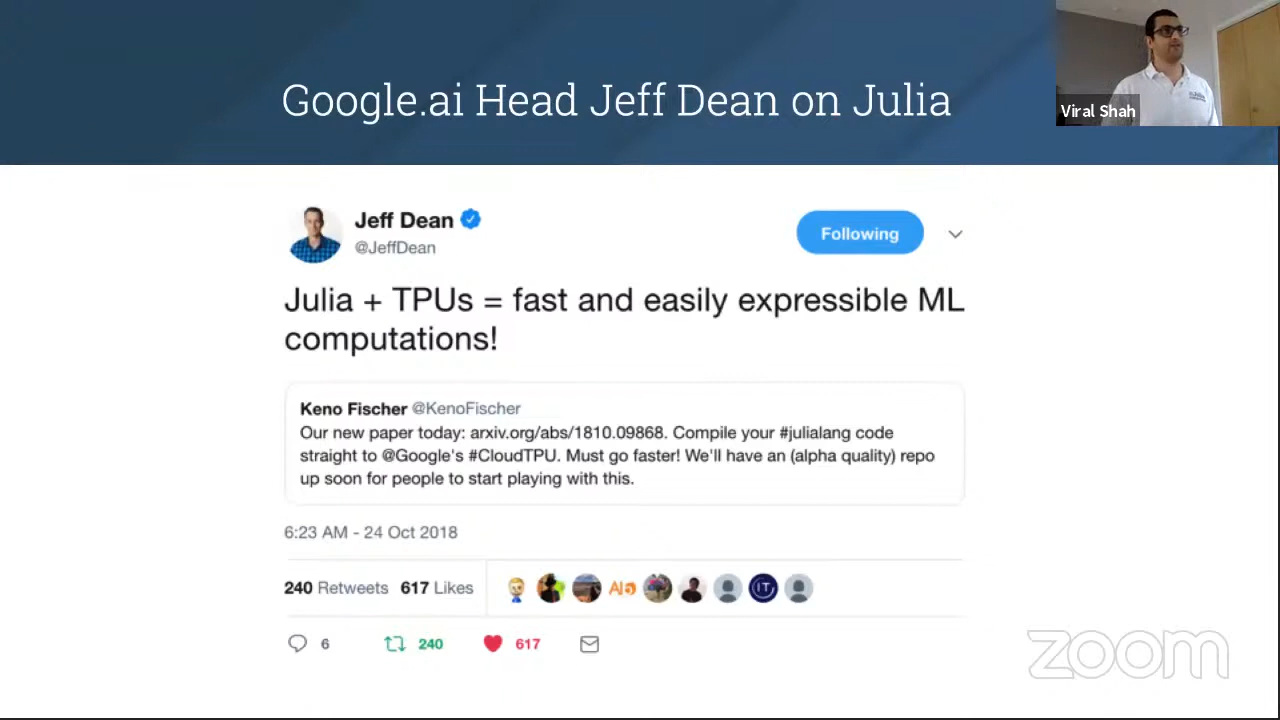 Google.ai Head Jeff Dean on Julia
Viral Shah
Jeff Dean
@JeffDean
Following
Julia + TPUs = fast and easily expressible ML
computations!
Keno Fischer @KenoFischer
Our new paper today: arxiv.org/abs/1810.09868. Compile your #julialang code
straight to @Google's #CloudTPU. Must go faster! We'll have an (alpha quality) repo
up soon for people to start playing with this.
6:23 AM - 24 Oct 2018
240 Retweets 617 Likes
AI
IT
6 240 617
zoom